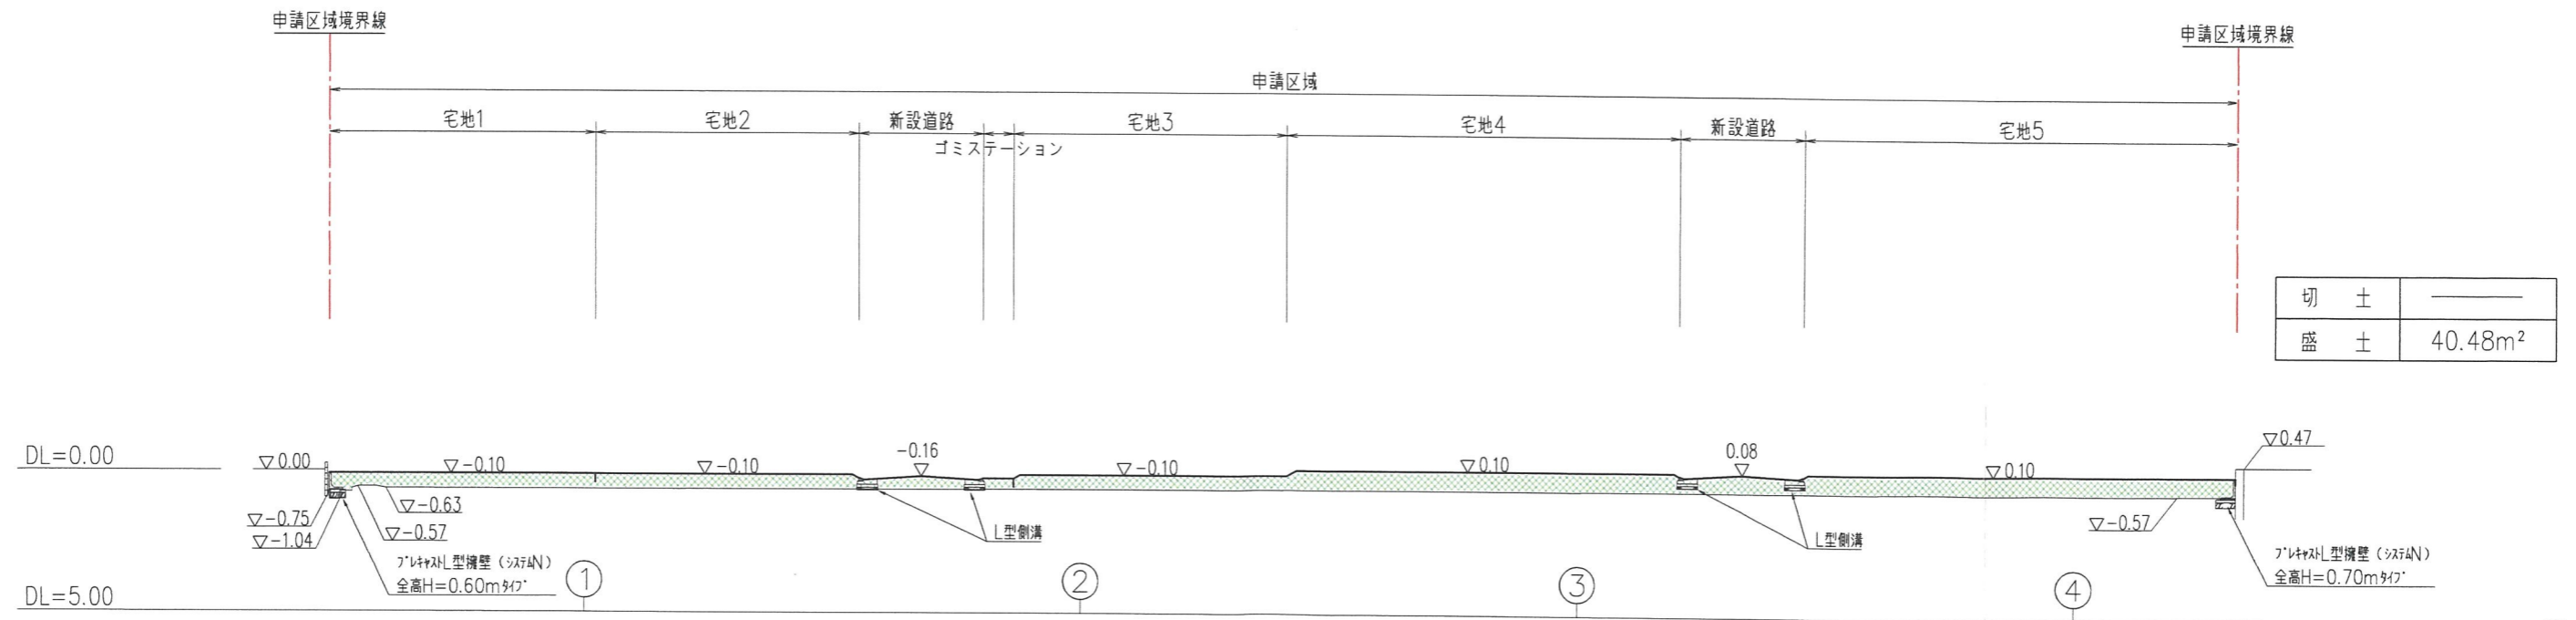 申請区域境界線
申請区域境界線
申請区域
宅地1
宅地2
新設道路
ゴミステーション
宅地3
宅地4
新設道路
宅地5
切 土 ―――
盛 土 40.48m²
DL=0.00
▽0.00
▽-0.10
▽-0.10
-0.16
▽
▽-0.10
▽0.10
0.08
▽
▽0.10
▽0.47
▽-0.75
▽-1.04
▽-0.63
▽-0.57
L型側溝
L型側溝
▽-0.57
プレキャストL型擁壁(システムN)
全高H=0.60mタイプ
プレキャストL型擁壁(システムN)
全高H=0.70mタイプ
DL=5.00
①
②
③
④